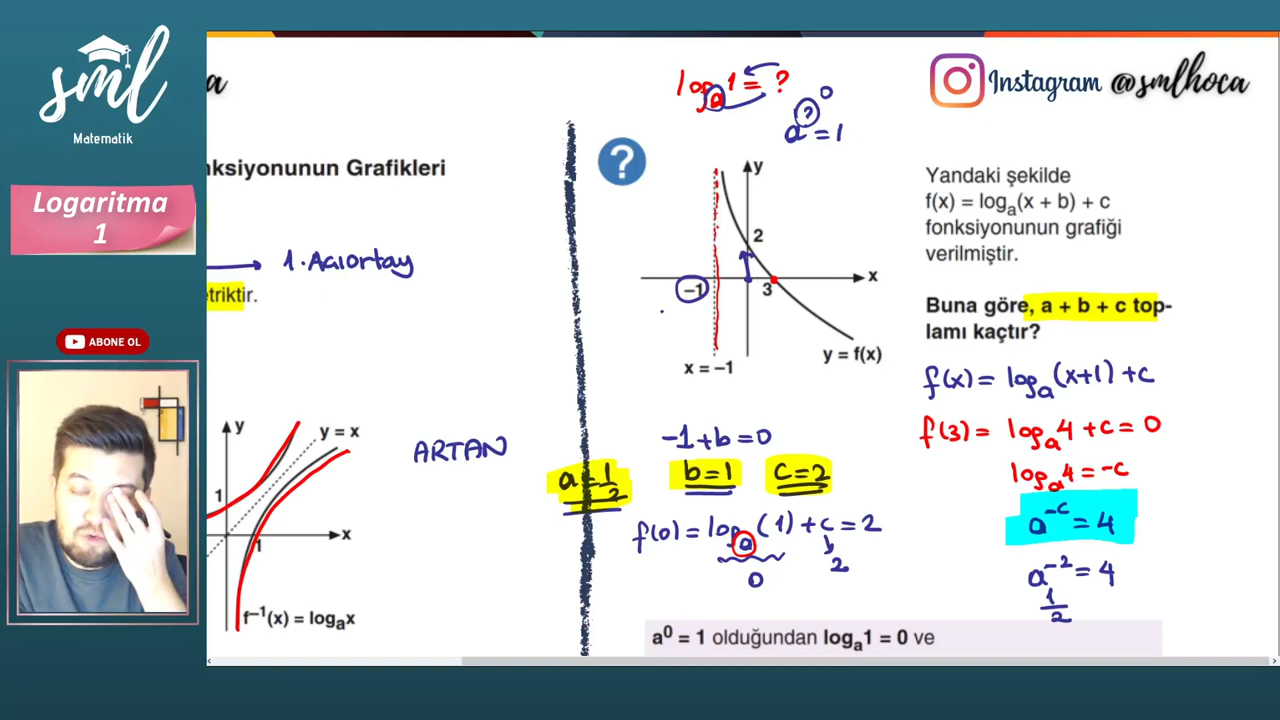 sml
Matematik
Logaritma
1
ABONE OL
a
nksiyonunun Grafikleri
1. Açıortay
triktir.
y
y = x
1
1
x
f⁻¹(x) = logₐx
ARTAN
logₐ1 = ?
a^? = 1
0
?
y
2
−1
3
x
x = −1
y = f(x)
-1+b=0
a=1/2
b=1
c=2
f(0)=logₐ(1)+c=2
0
2
a⁰ = 1 olduğundan logₐ1 = 0 ve
Instagram @smlhoca
Yandaki şekilde
f(x) = logₐ(x + b) + c
fonksiyonunun grafiği
verilmiştir.
Buna göre, a + b + c top-
lamı kaçtır?
f(x)= logₐ(x+1)+c
f(3)= logₐ4+c=0
logₐ4=-c
a^-c = 4
a^-2 = 4
1/2